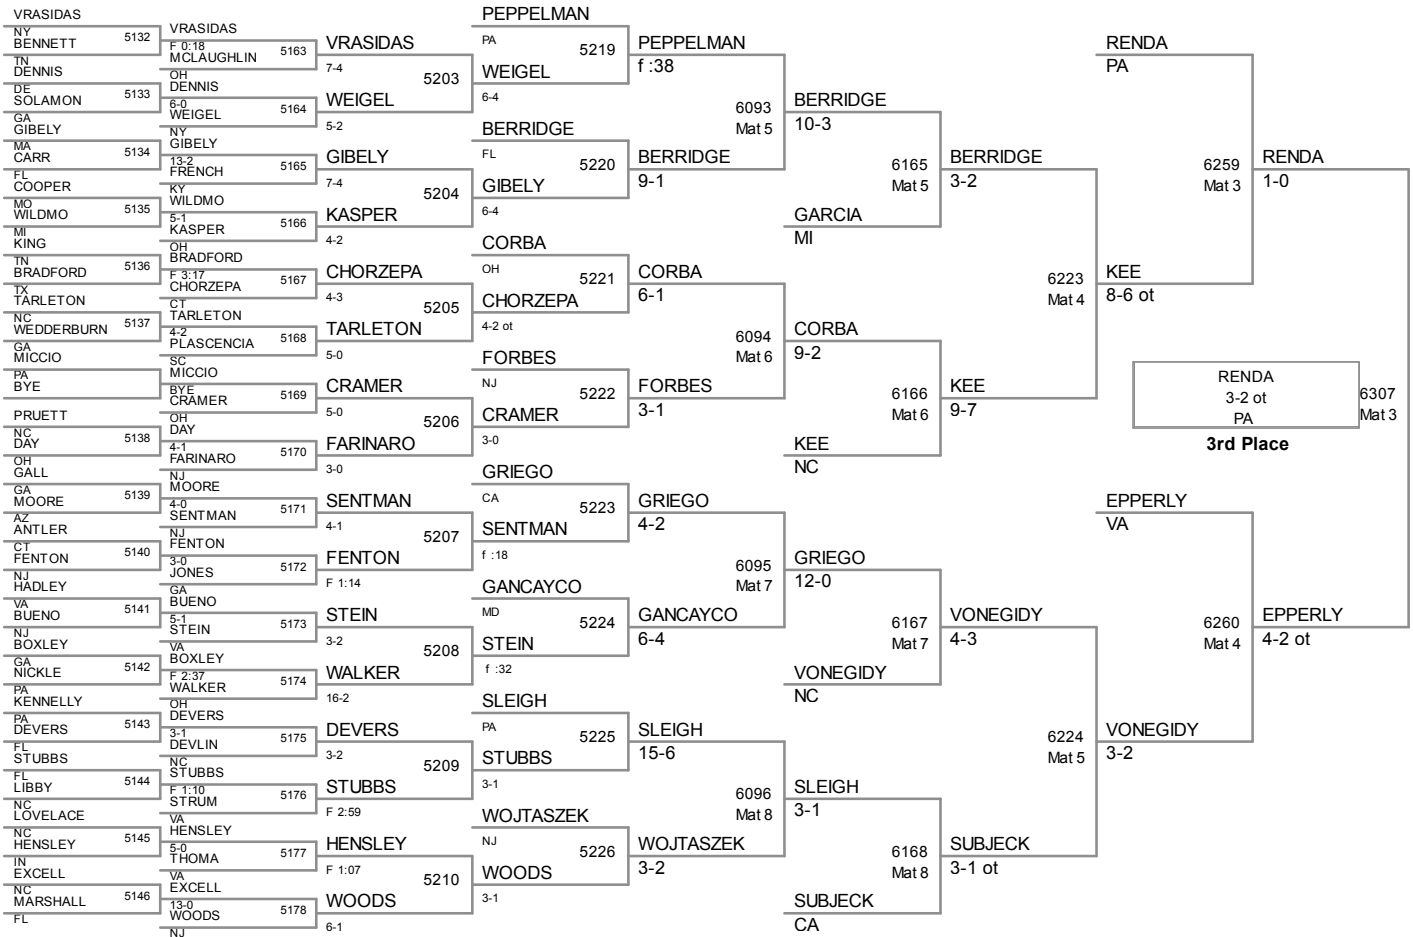 VRASIDAS
NY
BENNETT
5132
TN
DENNIS
DE
SOLAMON
5133
GA
GIBELY
MA
CARR
5134
FL
COOPER
MO
WILDMO
5135
MI
KING
TN
BRADFORD
5136
TX
TARLETON
NC
WEDDERBURN
5137
GA
MICCIO
PA
BYE
PRUETT
NC
DAY
5138
OH
GALL
GA
MOORE
5139
AZ
ANTLER
CT
FENTON
5140
NJ
HADLEY
VA
BUENO
5141
NJ
BOXLEY
GA
NICKLE
5142
PA
KENNELLY
PA
DEVERS
5143
FL
STUBBS
FL
LIBBY
5144
NC
LOVELACE
NC
HENSLEY
5145
IN
EXCELL
NC
MARSHALL
5146
FL
VRASIDAS
F 0:18
MCLAUGHLIN
5163
OH
DENNIS
6-0
WEIGEL
5164
NY
GIBELY
13-2
FRENCH
5165
KY
WILDMO
5-1
KASPER
5166
OH
BRADFORD
F 3:17
CHORZEPA
5167
CT
TARLETON
4-2
PLASCENCIA
5168
SC
MICCIO
BYE
CRAMER
5169
OH
DAY
4-1
FARINARO
5170
NJ
MOORE
4-0
SENTMAN
5171
NJ
FENTON
3-0
JONES
5172
GA
BUENO
5-1
STEIN
5173
VA
BOXLEY
F 2:37
WALKER
5174
OH
DEVERS
3-1
DEVLIN
5175
NC
STUBBS
F 1:10
STRUM
5176
VA
HENSLEY
5-0
THOMA
5177
VA
EXCELL
13-0
WOODS
5178
NJ
VRASIDAS
7-4
5203
WEIGEL
5-2
GIBELY
7-4
5204
KASPER
4-2
CHORZEPA
4-3
5205
TARLETON
5-0
CRAMER
5-0
5206
FARINARO
3-0
SENTMAN
4-1
5207
FENTON
F 1:14
STEIN
3-2
5208
WALKER
16-2
DEVERS
3-2
5209
STUBBS
F 2:59
HENSLEY
F 1:07
5210
WOODS
6-1
PEPPELMAN
PA
5219
WEIGEL
6-4
BERRIDGE
FL
5220
GIBELY
6-4
CORBA
OH
5221
CHORZEPA
4-2 ot
FORBES
NJ
5222
CRAMER
3-0
GRIEGO
CA
5223
SENTMAN
f :18
GANCAYCO
MD
5224
STEIN
f :32
SLEIGH
PA
5225
STUBBS
3-1
WOJTASZEK
NJ
5226
WOODS
3-1
PEPPELMAN
f :38
6093
Mat 5
BERRIDGE
9-1
CORBA
6-1
6094
Mat 6
FORBES
3-1
GRIEGO
4-2
6095
Mat 7
GANCAYCO
6-4
SLEIGH
15-6
6096
Mat 8
WOJTASZEK
3-2
BERRIDGE
10-3
6165
Mat 5
GARCIA
MI
CORBA
9-2
6166
Mat 6
KEE
NC
GRIEGO
12-0
6167
Mat 7
VONEGIDY
NC
SLEIGH
3-1
6168
Mat 8
SUBJECK
CA
BERRIDGE
3-2
6223
Mat 4
KEE
9-7
VONEGIDY
4-3
6224
Mat 5
SUBJECK
3-1 ot
RENDA
PA
6259
Mat 3
KEE
8-6 ot
EPPERLY
VA
6260
Mat 4
VONEGIDY
3-2
RENDA
1-0
RENDA
3-2 ot
PA
6307
Mat 3
3rd Place
EPPERLY
4-2 ot